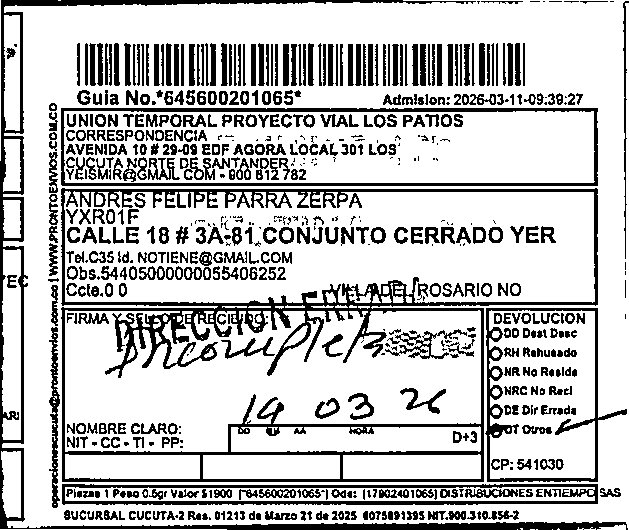 Guia No.*645600201065*
Admision: 2026-03-11-09:39:27
UNION TEMPORAL PROYECTO VIAL LOS PATIOS
CORRESPONDENCIA
AVENIDA 10 # 29-09 EDF AGORA LOCAL 301 LOS
CUCUTA NORTE DE SANTANDER
YEISMIR@GMAIL COM - 900 812 782
ANDRES FELIPE PARRA ZERPA
YXR01F
CALLE 18 # 3A-81 CONJUNTO CERRADO YER
Tel.C35 Id. NOTIENE@GMAIL.COM
Obs.54405000000055406252
Ccto.0 0
VILLADEL ROSARIO NO
FIRMA Y SELLO DE RECIBIDO:
DIRECCION ERRADA
Incompleta
19 03 26
DD MM AA HORA
D+3
NOMBRE CLARO:
NIT - CC - TI - PP:
DEVOLUCION
DD Dest Desc
RH Rehusado
NR No Reside
NRC No Recl
DE Dir Errada
OT Otros
CP: 541030
Piezas 1 Peso 0.5gr Valor $1900 [*645600201065*] Ods: [17902401065] DISTRIBUCIONES ENTIEMPO SAS
SUCURSAL CUCUTA-2 Res. 01213 de Marzo 21 de 2025 6075891395 NIT.900.310.856-2
operacionescucuta@prontoenvios.com.co | WWW.PRONTOENVIOS.COM.CO